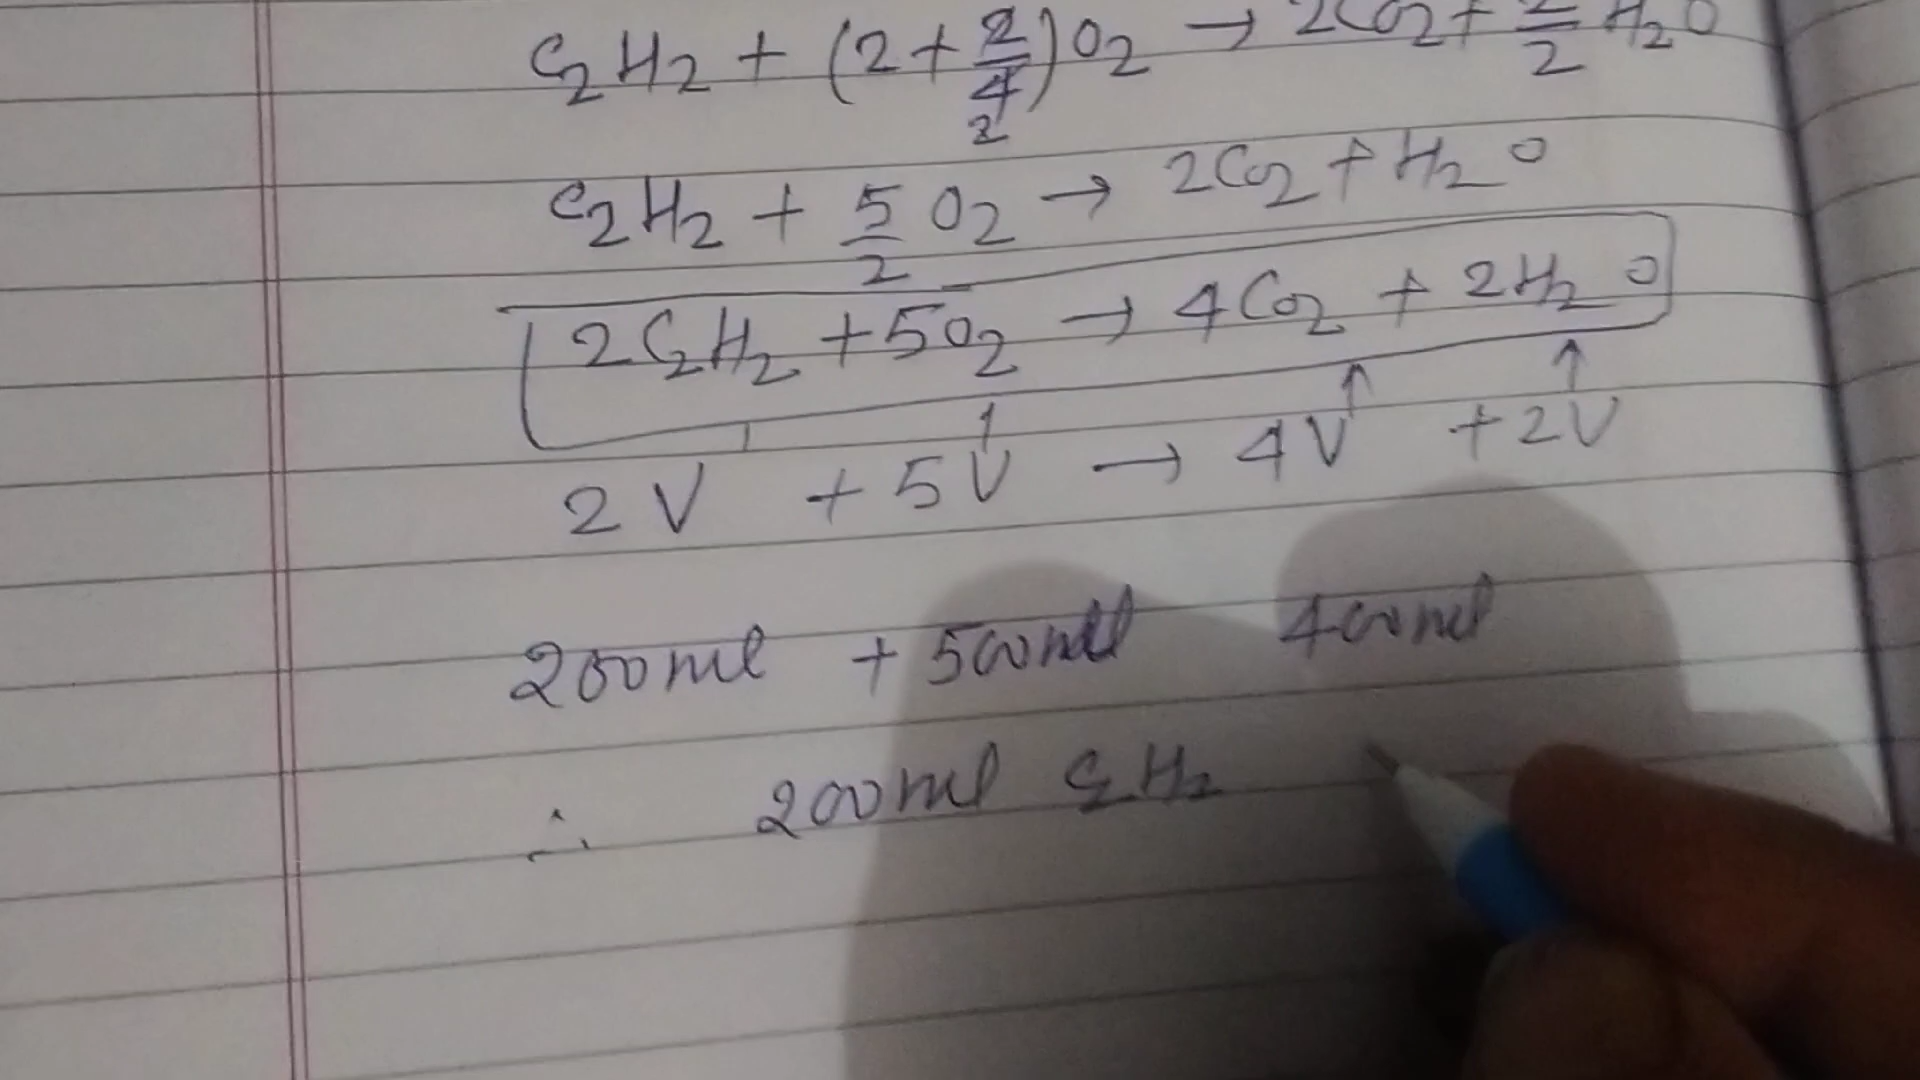 C2H2 + (2+2/4)O2 → 2CO2 + 2/2 H2O
2
C2H2 + 5/2 O2 → 2CO2 + H2O
2C2H2 + 5O2 → 4CO2 + 2H2O
2V + 5V → 4V + 2V
200ml + 500ml 400ml
∴ 200ml C2H2